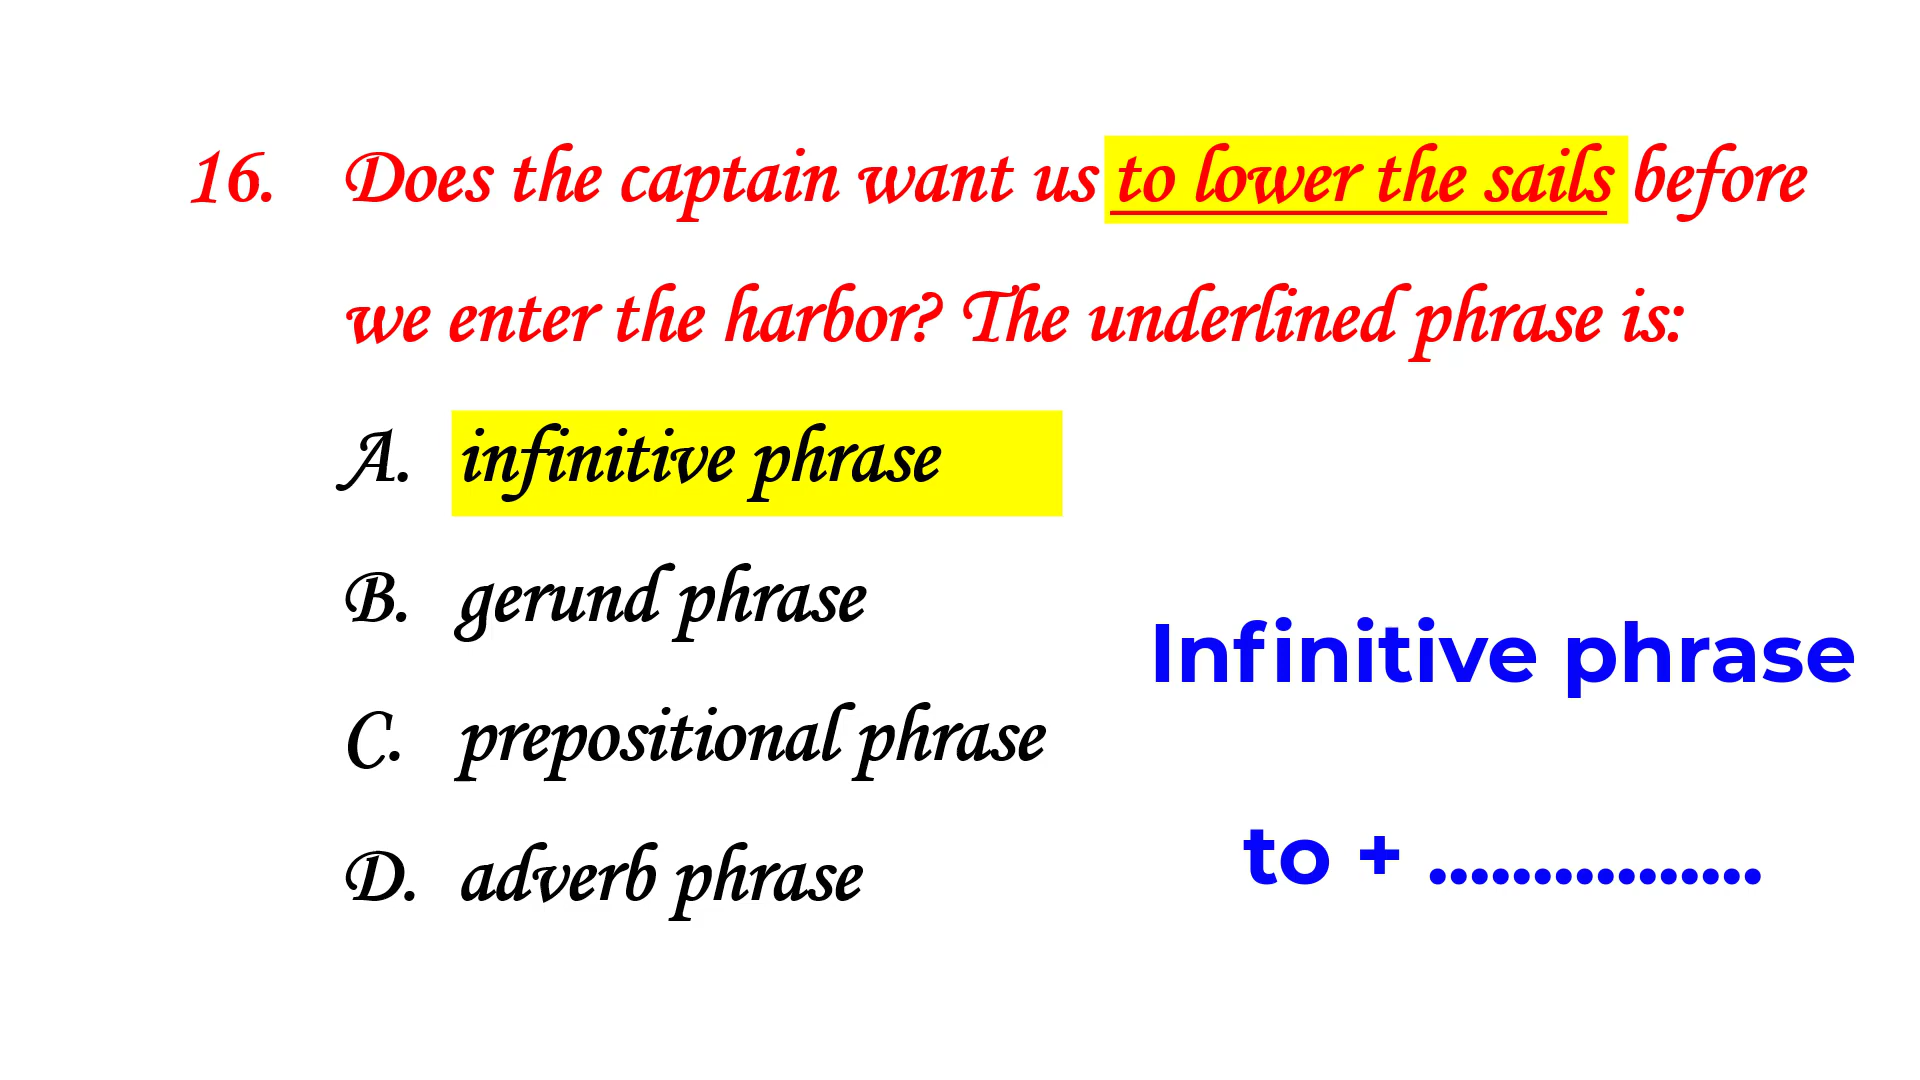 16. Does the captain want us to lower the sails before
we enter the harbor? The underlined phrase is:
A. infinitive phrase
B. gerund phrase
C. prepositional phrase
D. adverb phrase
Infinitive phrase
to + ................